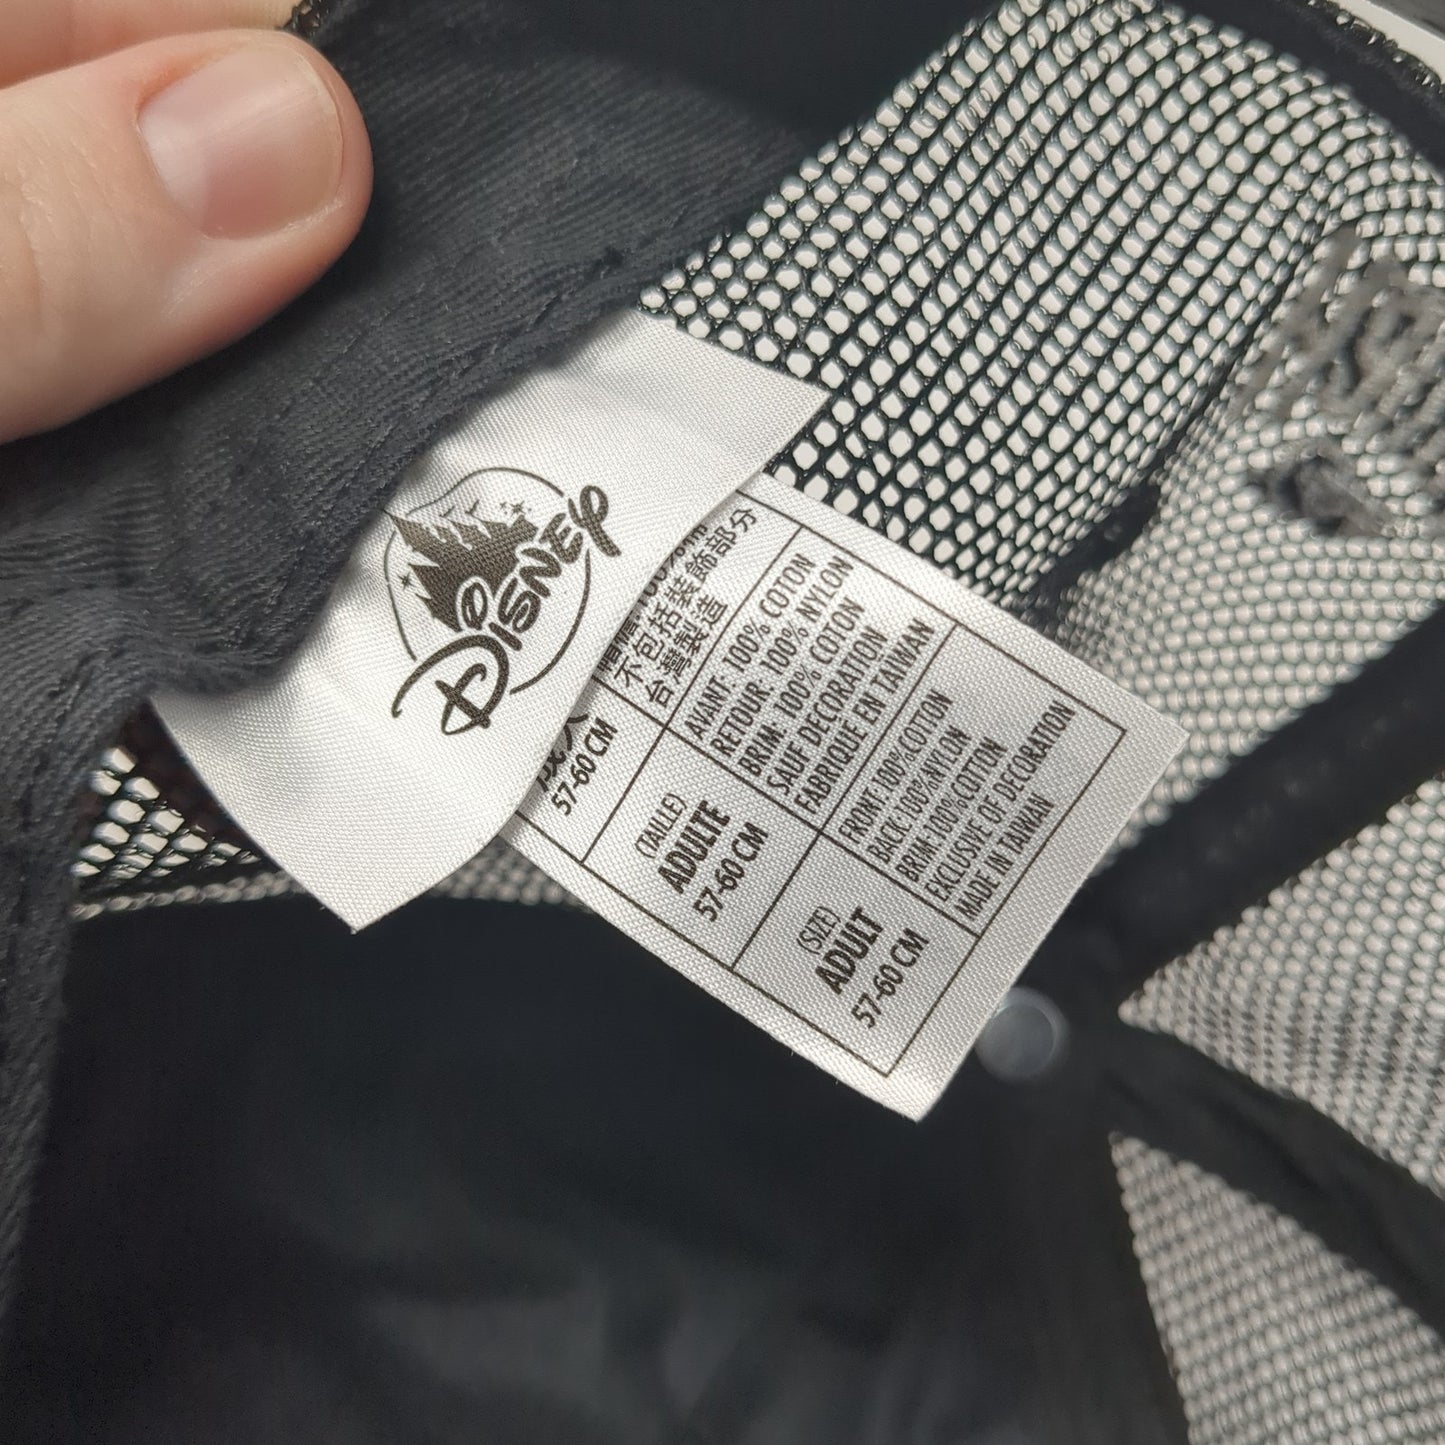 DISNEY
不包括裝飾部分
台灣製造
成人
57-60 CM
AVANT: 100% COTON
RETOUR: 100% NYLON
BRIM: 100% COTON
SAUF DECORATION
FABRIQUE EN TAIWAN
(TAILLE)
ADULTE
57-60 CM
FRONT:100%COTTON
BACK:100%NYLON
BRIM:100%COTTON
EXCLUSIVE OF DECORATION
MADE IN TAIWAN
(SIZE)
ADULT
57-60 CM